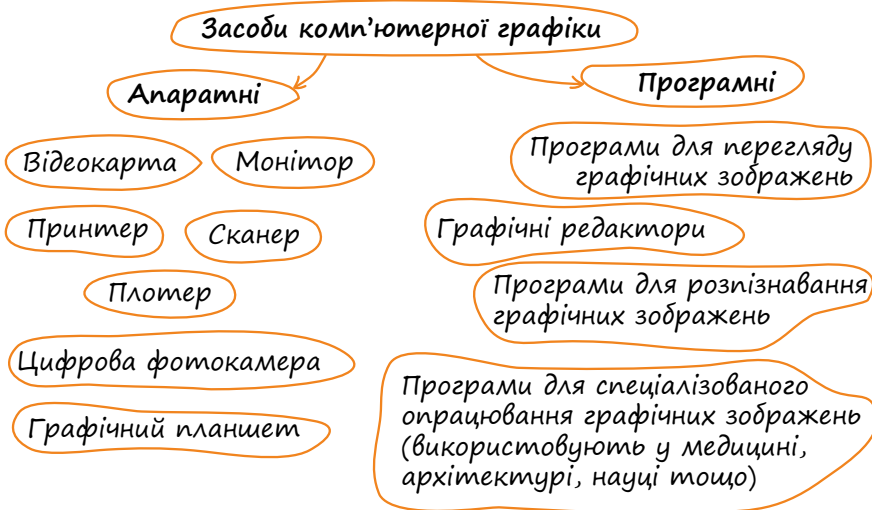 Засоби комп’ютерної графіки
Апаратні
Програмні
Відеокарта
Монітор
Принтер
Сканер
Плотер
Цифрова фотокамера
Графічний планшет
Програми для перегляду
графічних зображень
Графічні редактори
Програми для розпізнавання
графічних зображень
Програми для спеціалізованого
опрацювання графічних зображень
(використовують у медицині,
архітектурі, науці тощо)